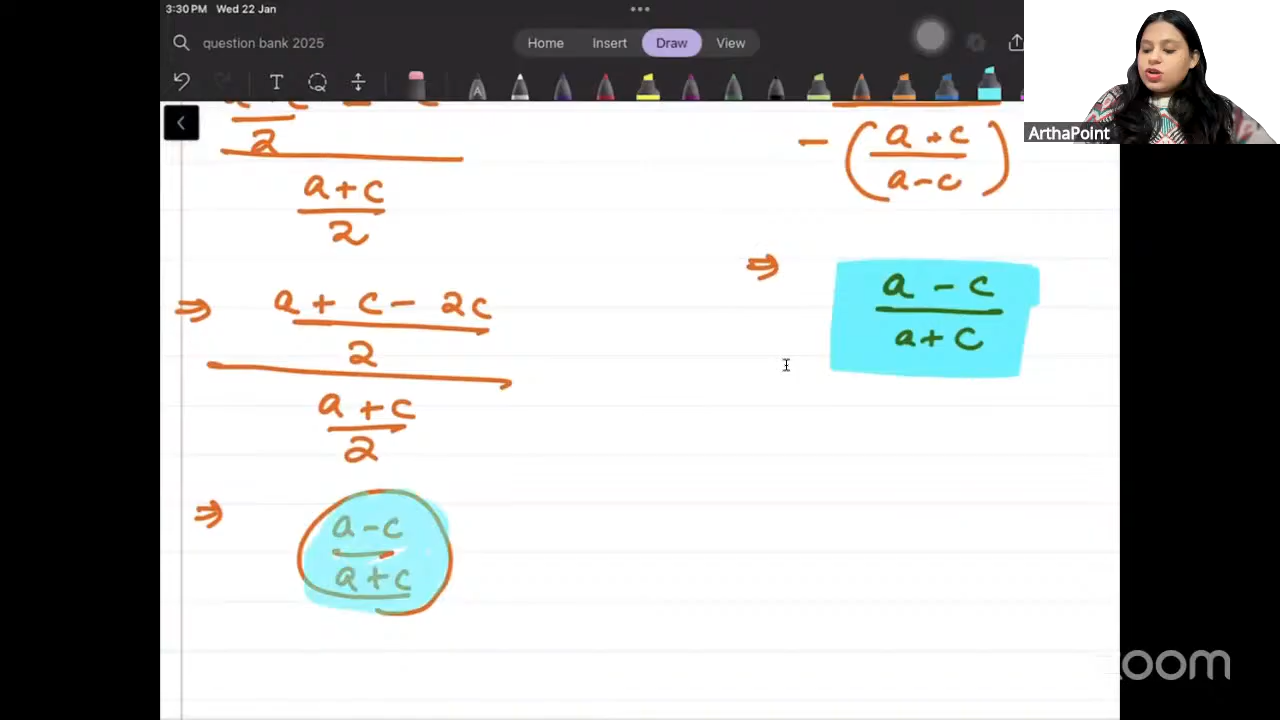 3:30 PM Wed 22 Jan
question bank 2025
Home Insert Draw View
ArthaPoint
2
a + c
2
⇒ a + c - 2c
2
a + c
2
⇒ a - c
a + c
- ( a + c
a - c )
⇒ a - c
a + c
zoom